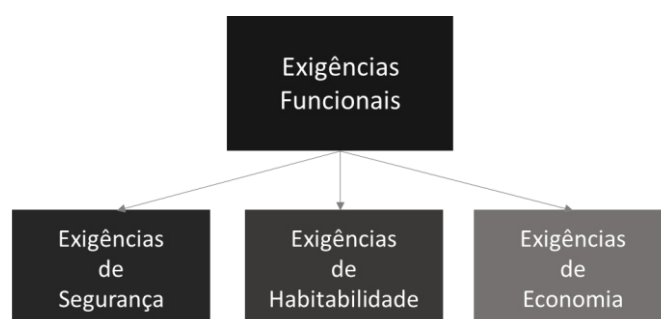 Exigências
Funcionais
Exigências
de
Segurança
Exigências
de
Habitabilidade
Exigências
de
Economia